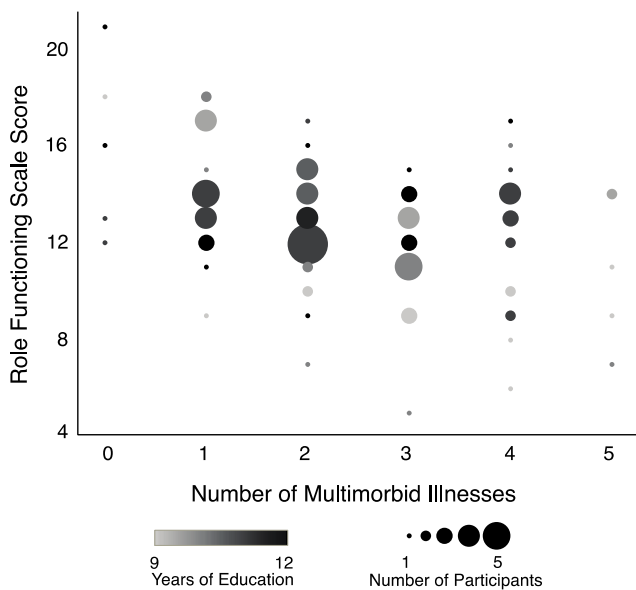 Role Functioning Scale Score
20
16
12
8
4
0 1 2 3 4 5
Number of Multimorbid Illnesses
9 12
Years of Education
1 5
Number of Participants